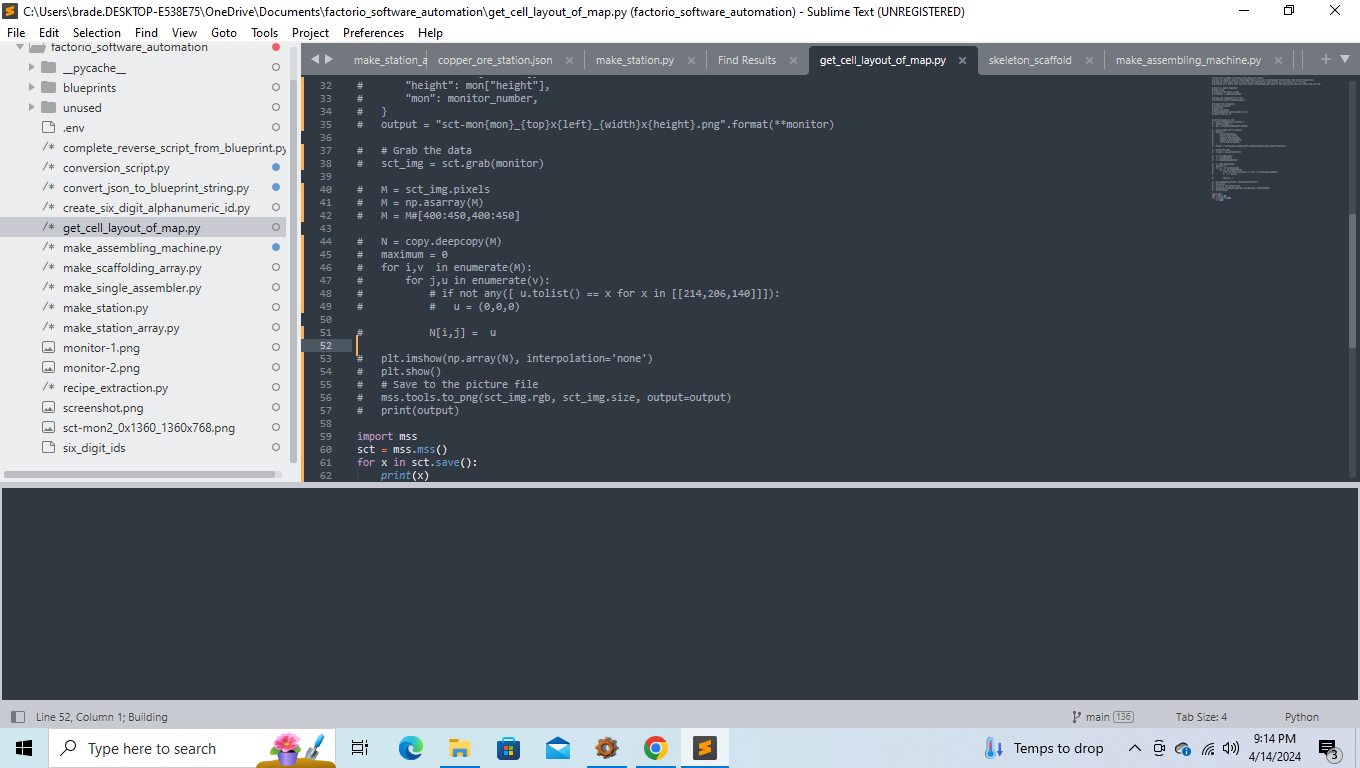 C:\Users\brade.DESKTOP-E538E75\OneDrive\Documents\factorio_software_automation\get_cell_layout_of_map.py (factorio_software_automation) - Sublime Text (UNREGISTERED)
File Edit Selection Find View Goto Tools Project Preferences Help
factorio_software_automation
__pycache__
blueprints
unused
.env
complete_reverse_script_from_blueprint.py
conversion_script.py
convert_json_to_blueprint_string.py
create_six_digit_alphanumeric_id.py
get_cell_layout_of_map.py
make_assembling_machine.py
make_scaffolding_array.py
make_single_assembler.py
make_station.py
make_station_array.py
monitor-1.png
monitor-2.png
recipe_extraction.py
screenshot.png
sct-mon2_0x1360_1360x768.png
six_digit_ids
make_station_a copper_ore_station.json make_station.py Find Results get_cell_layout_of_map.py skeleton_scaffold make_assembling_machine.py
32 # "height": mon["height"],
33 # "mon": monitor_number,
34 # }
35 # output = "sct-mon{mon}_{top}x{left}_{width}x{height}.png".format(**monitor)
36
37 # # Grab the data
38 # sct_img = sct.grab(monitor)
39
40 # M = sct_img.pixels
41 # M = np.asarray(M)
42 # M = M#[400:450,400:450]
43
44 # N = copy.deepcopy(M)
45 # maximum = 0
46 # for i,v  in enumerate(M):
47 # for j,u in enumerate(v):
48 # # if not any([ u.tolist() == x for x in [[214,206,140]]]):
49 # # u = (0,0,0)
50
51 # N[i,j] =  u
52
53 # plt.imshow(np.array(N), interpolation='none')
54 # plt.show()
55 # # Save to the picture file
56 # mss.tools.to_png(sct_img.rgb, sct_img.size, output=output)
57 # print(output)
58
59 import mss
60 sct = mss.mss()
61 for x in sct.save():
62 print(x)
Line 52, Column 1; Building
main 136
Tab Size: 4
Python
Type here to search
Temps to drop
9:14 PM
4/14/2024
3